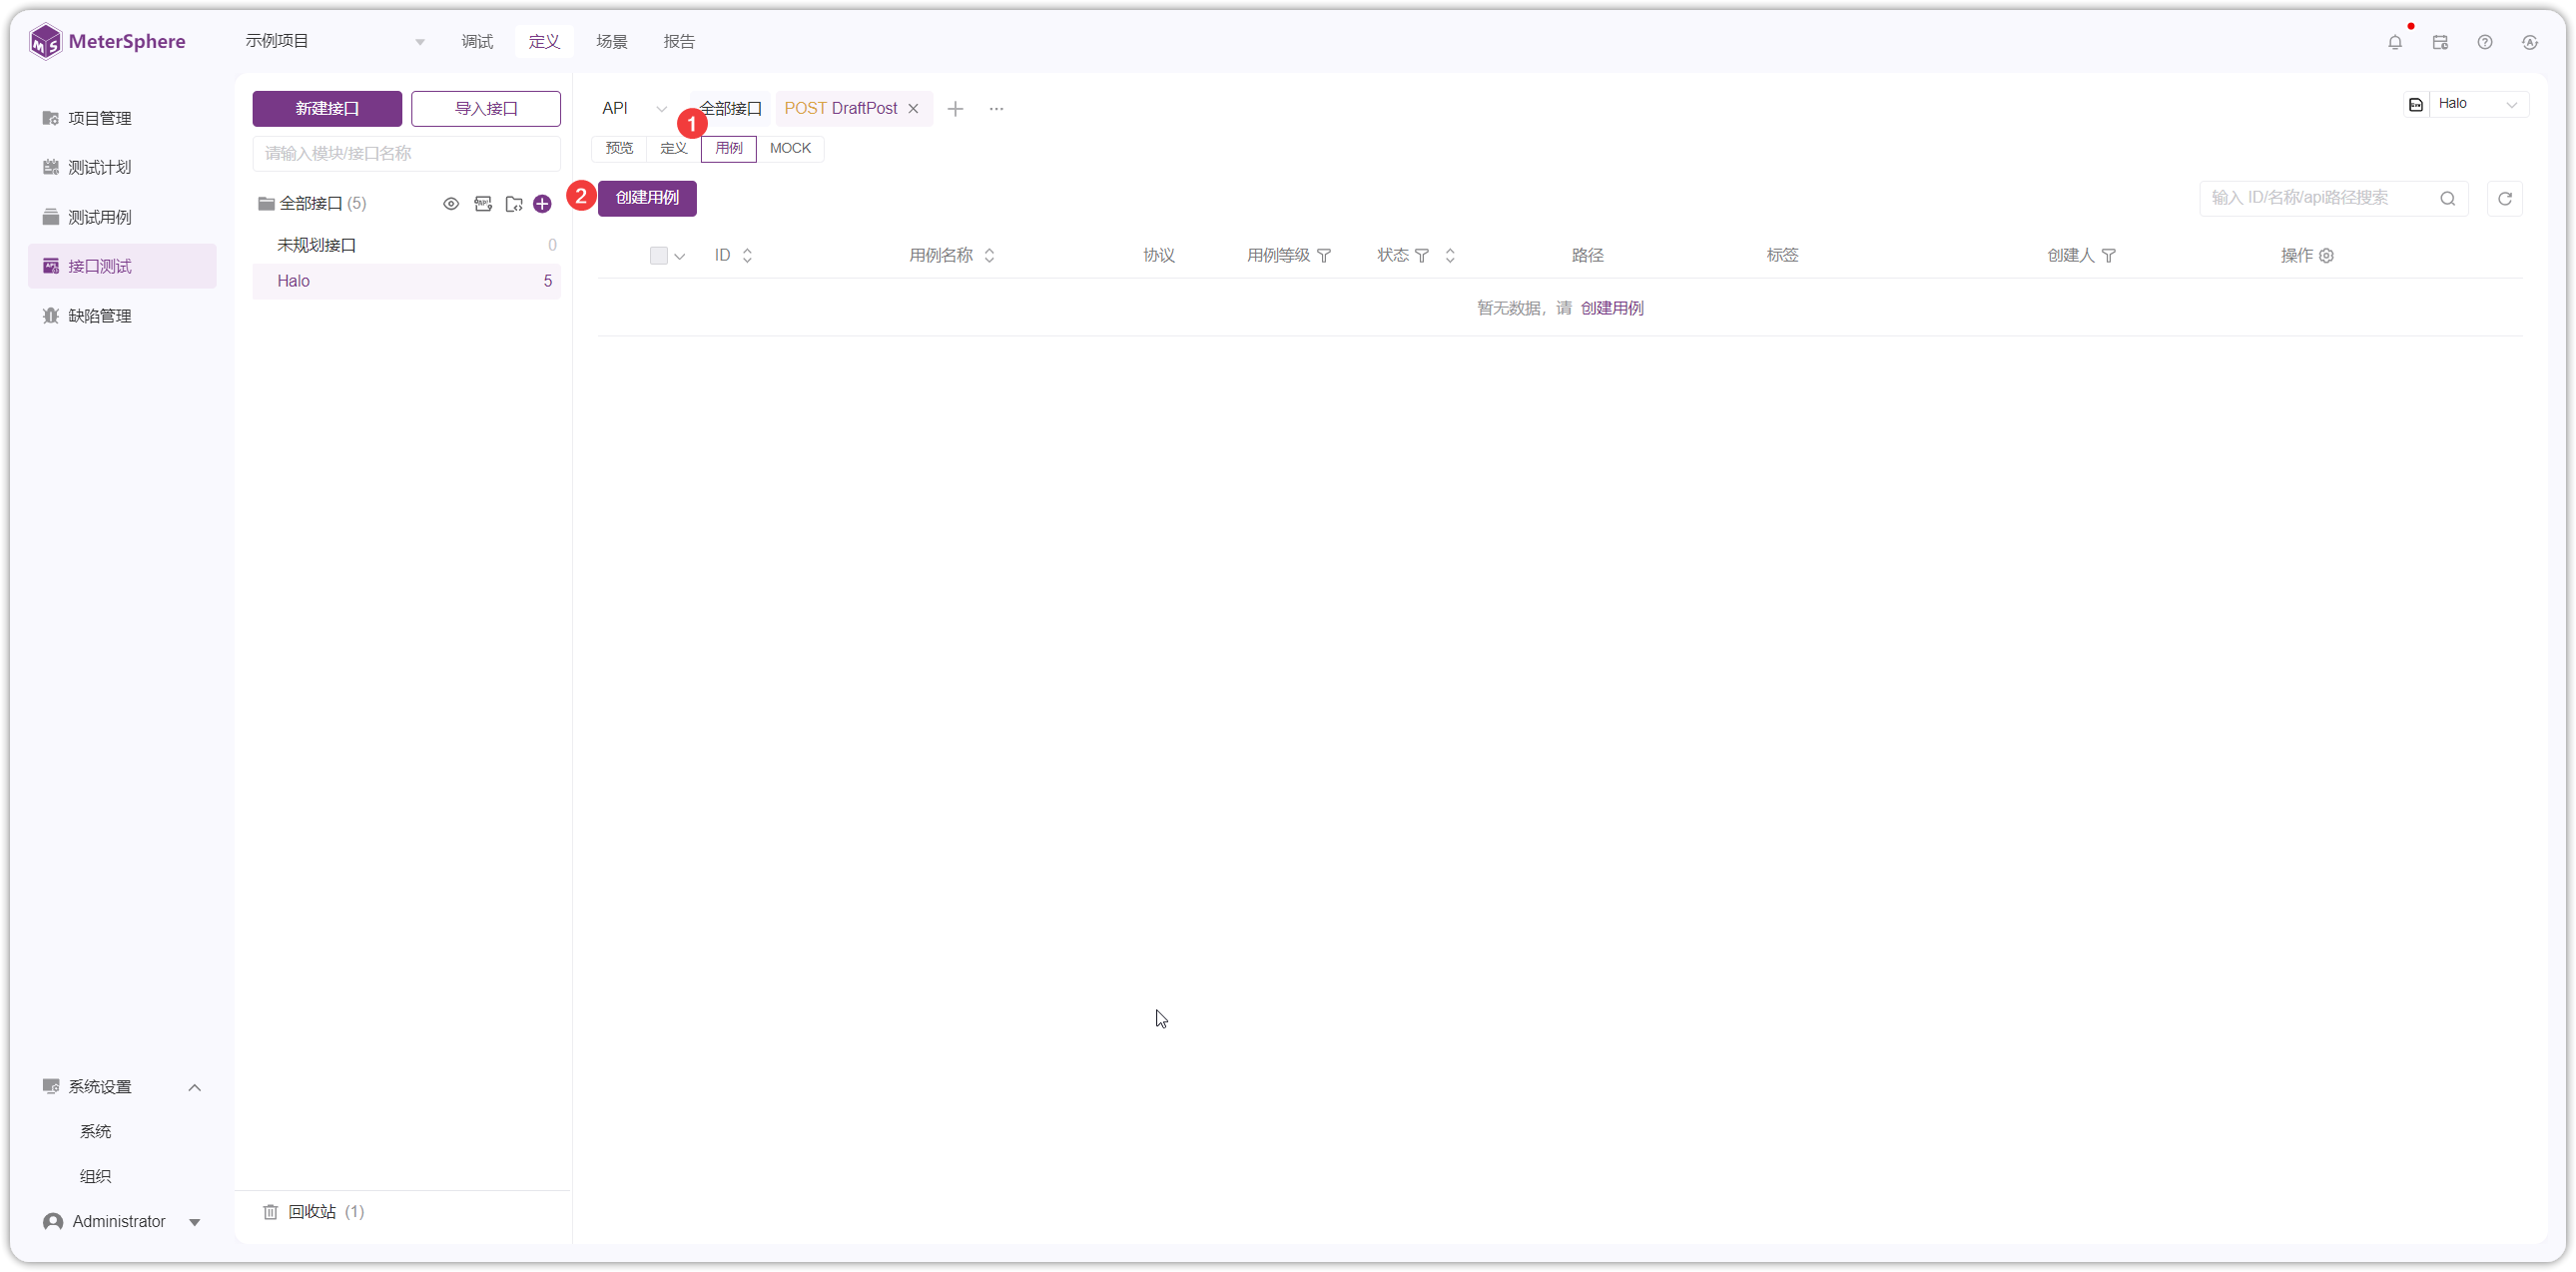 MeterSphere
示例项目
调试 定义 场景 报告
项目管理
测试计划
测试用例
接口测试
缺陷管理
系统设置
系统
组织
Administrator
新建接口 导入接口
请输入模块/接口名称
全部接口 (5)
未规划接口 0
Halo 5
回收站 (1)
API 全部接口 POST DraftPost
Halo
1
预览 定义 用例 MOCK
2 创建用例
输入 ID/名称/api路径搜索
ID 用例名称 协议 用例等级 状态 路径 标签 创建人 操作
暂无数据，请 创建用例